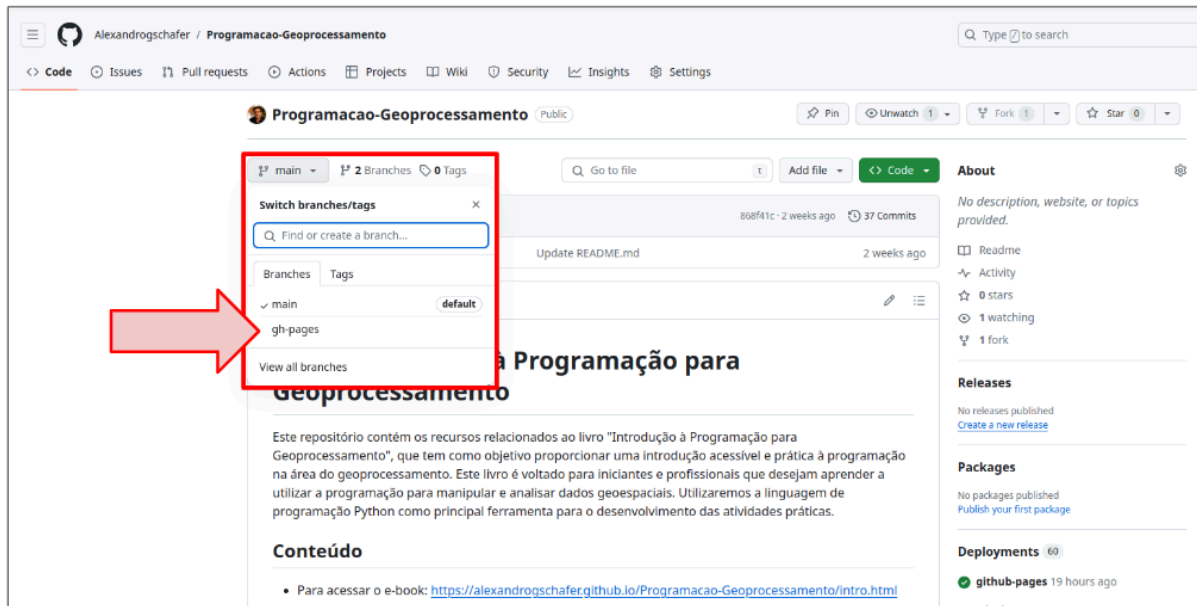 Alexandrogschafer / Programacao-Geoprocessamento
Type / to search
Code Issues Pull requests Actions Projects Wiki Security Insights Settings
Programacao-Geoprocessamento Public
Pin Unwatch 1 Fork 1 Star 0
main 2 Branches 0 Tags
Go to file t Add file Code
Switch branches/tags
Find or create a branch...
Branches Tags
main default
gh-pages
View all branches
868f41c · 2 weeks ago 37 Commits
Update README.md 2 weeks ago
à Programação para
Geoprocessamento
Este repositório contém os recursos relacionados ao livro "Introdução à Programação para
Geoprocessamento", que tem como objetivo proporcionar uma introdução acessível e prática à programação
na área do geoprocessamento. Este livro é voltado para iniciantes e profissionais que desejam aprender a
utilizar a programação para manipular e analisar dados geoespaciais. Utilizaremos a linguagem de
programação Python como principal ferramenta para o desenvolvimento das atividades práticas.
Conteúdo
• Para acessar o e-book: https://alexandrogschafer.github.io/Programacao-Geoprocessamento/intro.html
About
No description, website, or topics
provided.
Readme
Activity
0 stars
1 watching
1 fork
Releases
No releases published
Create a new release
Packages
No packages published
Publish your first package
Deployments 60
github-pages 19 hours ago